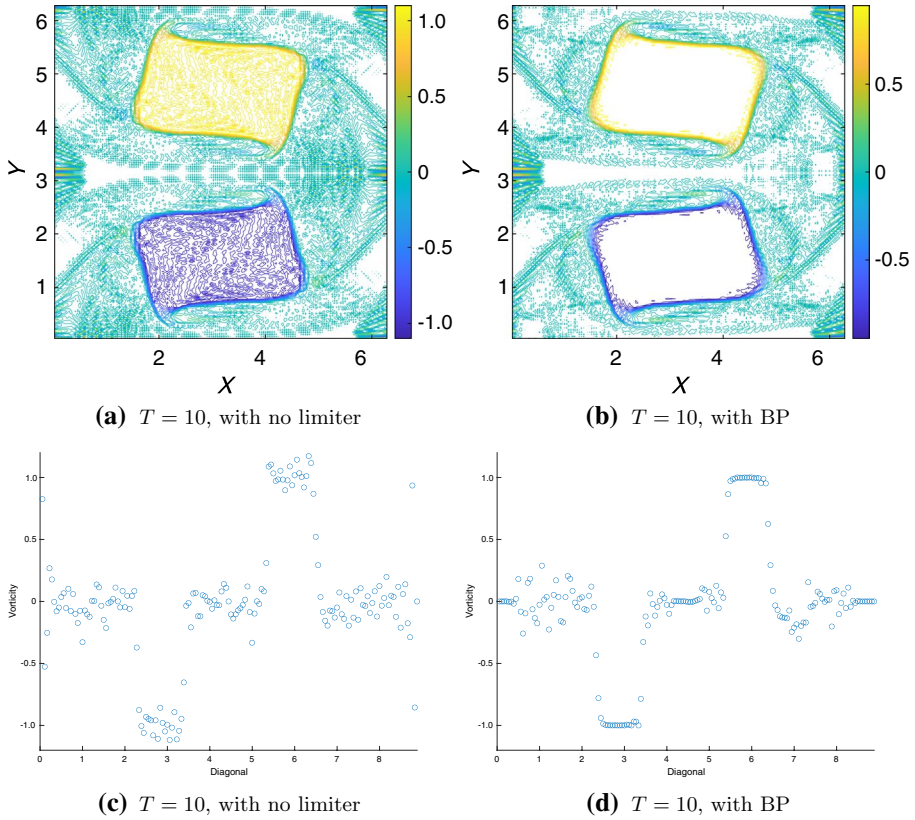 6
5
4
3
2
1
Y
2
4
6
X
1.0
0.5
0
-0.5
-1.0
(a) T = 10, with no limiter
6
5
4
3
2
1
Y
2
4
6
X
0.5
0
-0.5
(b) T = 10, with BP
1.0
0.5
0
-0.5
-1.0
Vorticity
0 1 2 3 4 5 6 7 8
Diagonal
(c) T = 10, with no limiter
1.0
0.5
0
-0.5
-1.0
Vorticity
0 1 2 3 4 5 6 7 8
Diagonal
(d) T = 10, with BP